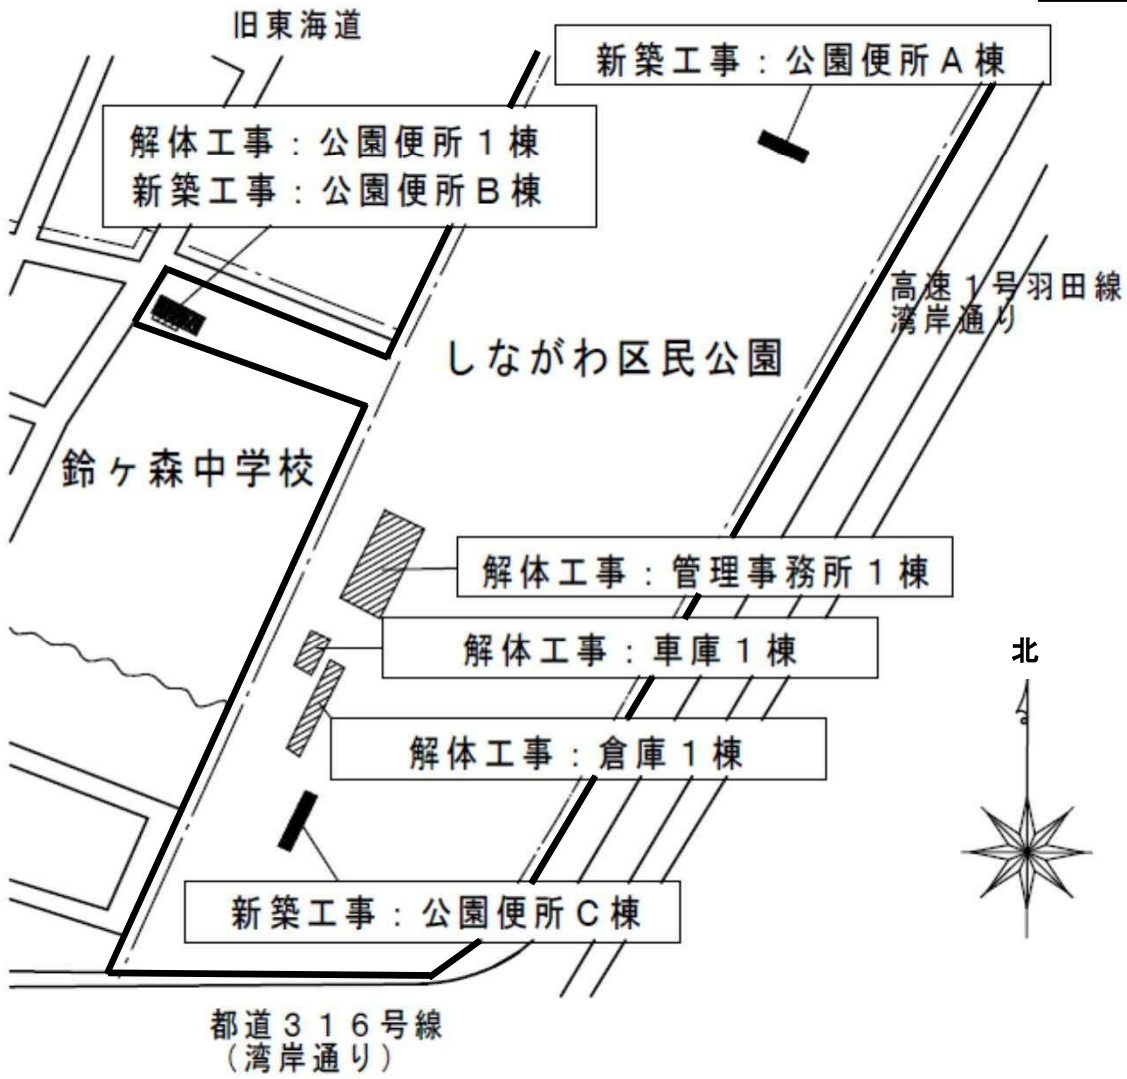 旧東海道
新築工事：公園便所Ａ棟
解体工事：公園便所１棟
新築工事：公園便所Ｂ棟
高速１号羽田線
湾岸通り
しながわ区民公園
鈴ヶ森中学校
解体工事：管理事務所１棟
解体工事：車庫１棟
北
解体工事：倉庫１棟
新築工事：公園便所Ｃ棟
都道３１６号線
（湾岸通り）